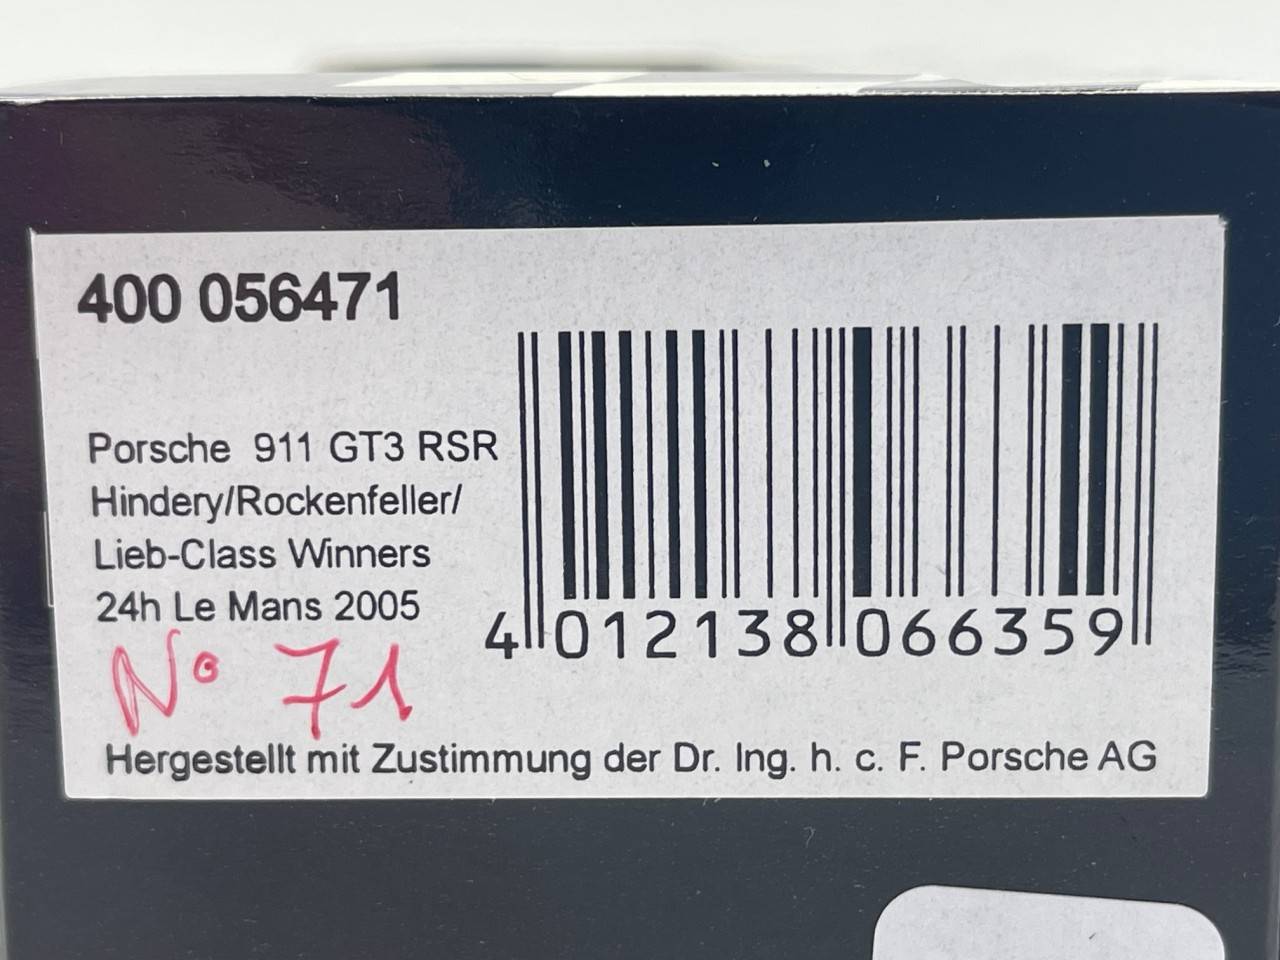 400 056471
Porsche 911 GT3 RSR
Hindery/Rockenfeller/
Lieb-Class Winners
24h Le Mans 2005
4 012138 066359
No 71
Hergestellt mit Zustimmung der Dr. Ing. h. c. F. Porsche AG